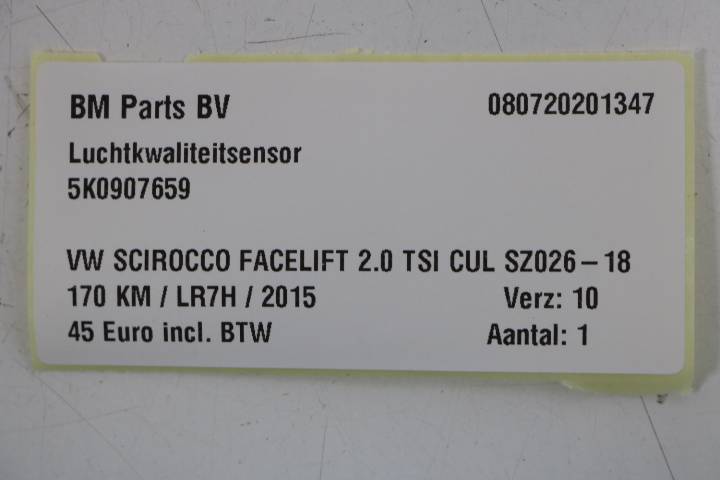 BM Parts BV 080720201347
Luchtkwaliteitsensor
5K0907659
VW SCIROCCO FACELIFT 2.0 TSI CUL SZ026-18
170 KM / LR7H / 2015 Verz: 10
45 Euro incl. BTW Aantal: 1